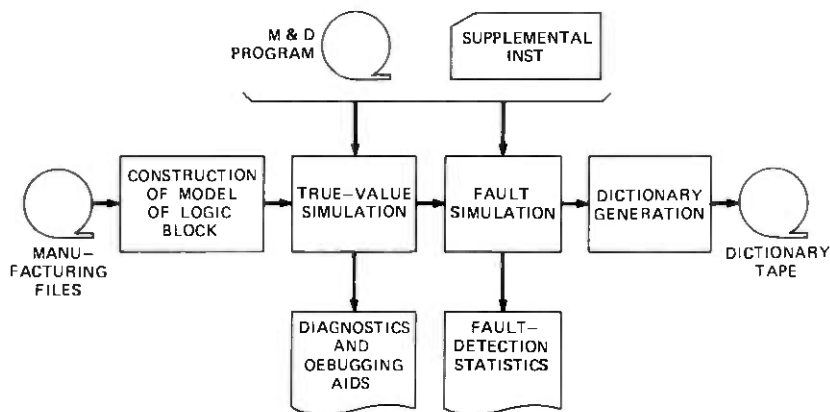 M & D
PROGRAM
SUPPLEMENTAL
INST
CONSTRUCTION
OF MODEL
OF LOGIC
BLOCK
TRUE-VALUE
SIMULATION
FAULT
SIMULATION
DICTIONARY
GENERATION
MANU-
FACTURING
FILES
DICTIONARY
TAPE
DIAGNOSTICS
AND
OEBUGGING
AIDS
FAULT-
DETECTION
STATISTICS